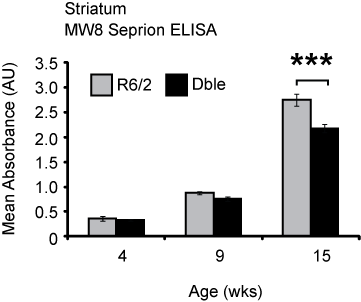 Striatum
MW8 Seprion ELISA
Mean Absorbance (AU)
3.5
3.0
2.5
2.0
1.5
1.0
0.5
0
R6/2 Dble
***
4 9 15
Age (wks)